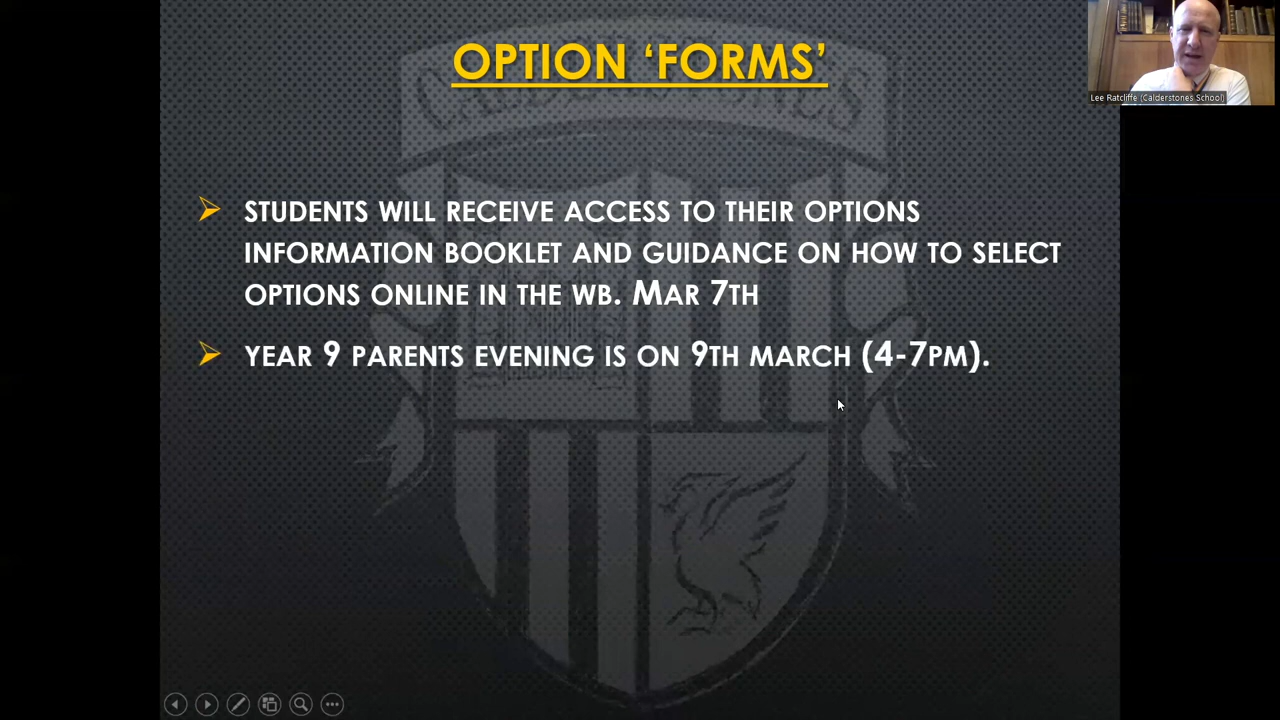 OPTION ‘FORMS’
Lee Ratcliffe (Calderstones School)
STUDENTS WILL RECEIVE ACCESS TO THEIR OPTIONS
INFORMATION BOOKLET AND GUIDANCE ON HOW TO SELECT
OPTIONS ONLINE IN THE WB. MAR 7TH
YEAR 9 PARENTS EVENING IS ON 9TH MARCH (4-7PM).